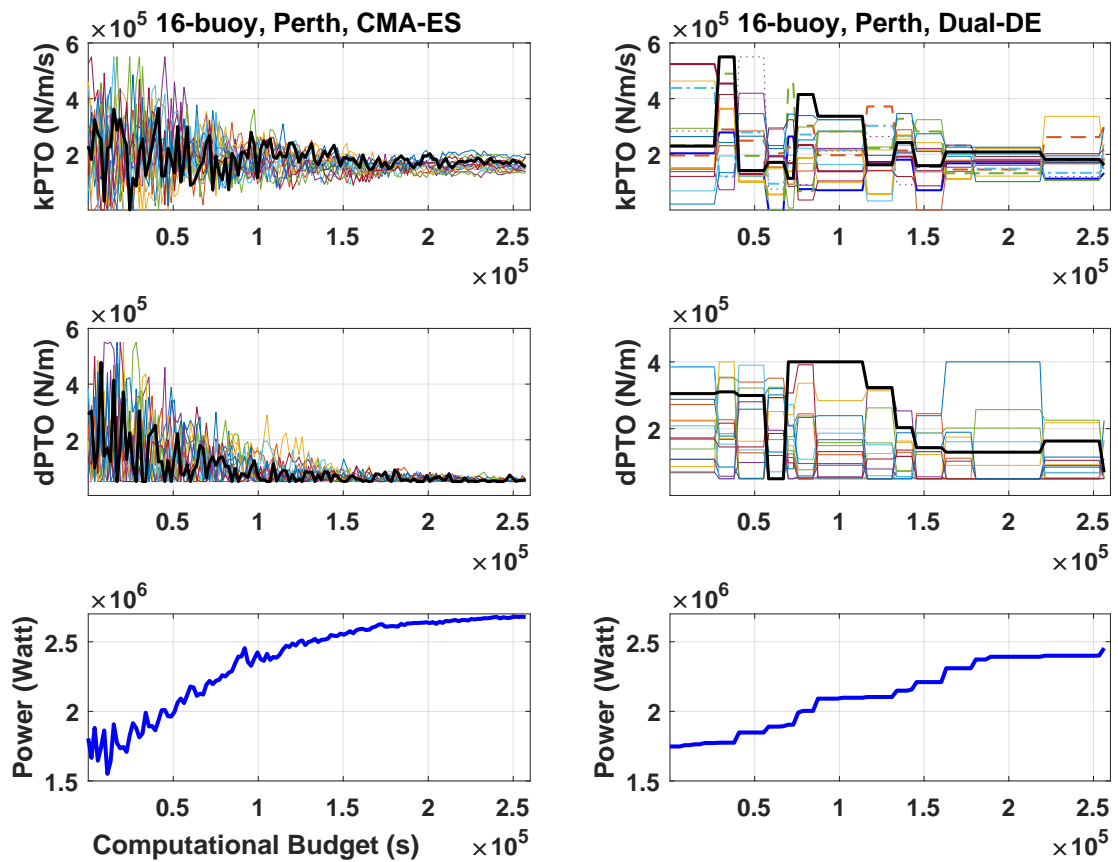 16-buoy, Perth, CMA-ES
×10^5
kPTO (N/m/s)
6
4
2
0.5 1 1.5 2 2.5
×10^5
16-buoy, Perth, Dual-DE
×10^5
kPTO (N/m/s)
6
4
2
0.5 1 1.5 2 2.5
×10^5
×10^5
dPTO (N/m)
6
4
2
0.5 1 1.5 2 2.5
×10^5
×10^5
dPTO (N/m)
4
2
0.5 1 1.5 2 2.5
×10^5
×10^6
Power (Watt)
2.5
2
1.5
0.5 1 1.5 2 2.5
Computational Budget (s)
×10^5
×10^6
Power (Watt)
2.5
2
1.5
0.5 1 1.5 2 2.5
×10^5